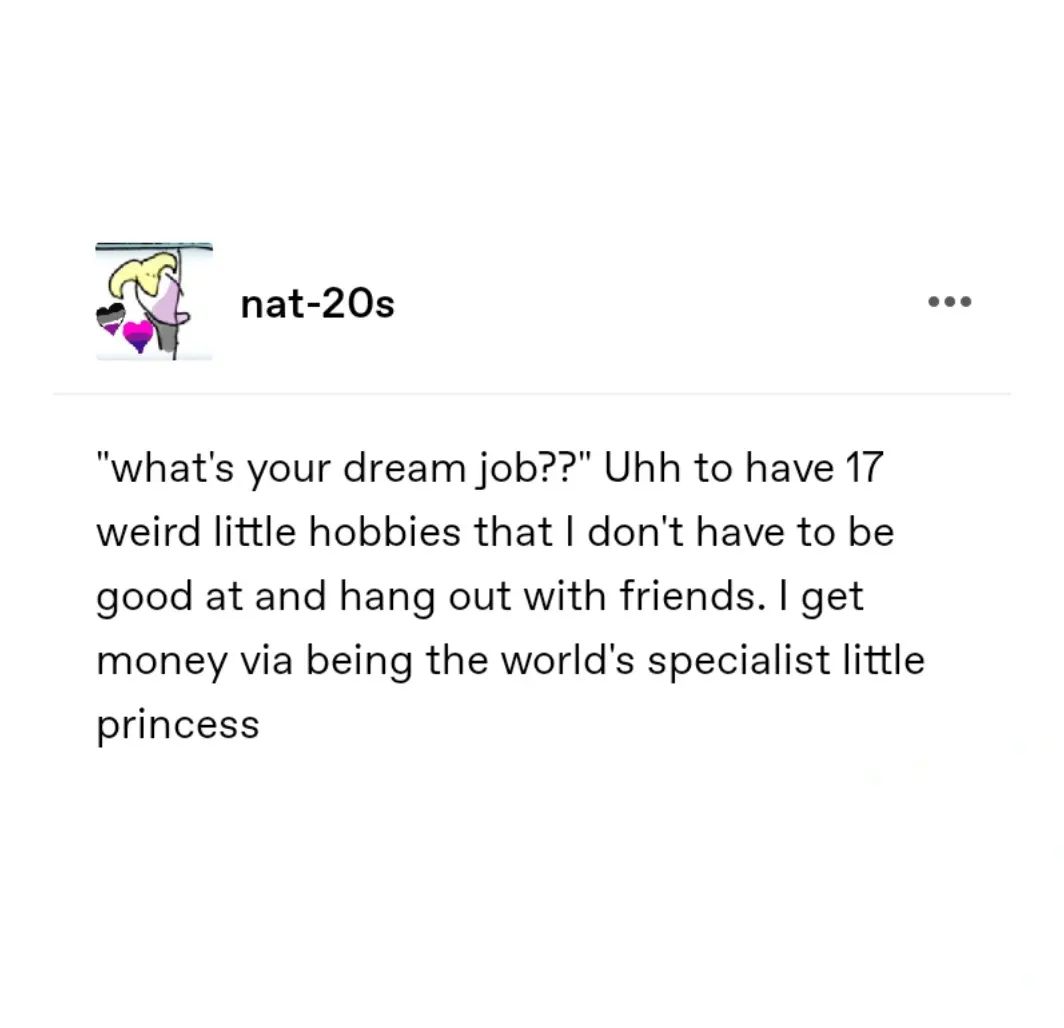 nat-20s
"what's your dream job??" Uhh to have 17
weird little hobbies that I don't have to be
good at and hang out with friends. I get
money via being the world's specialist little
princess